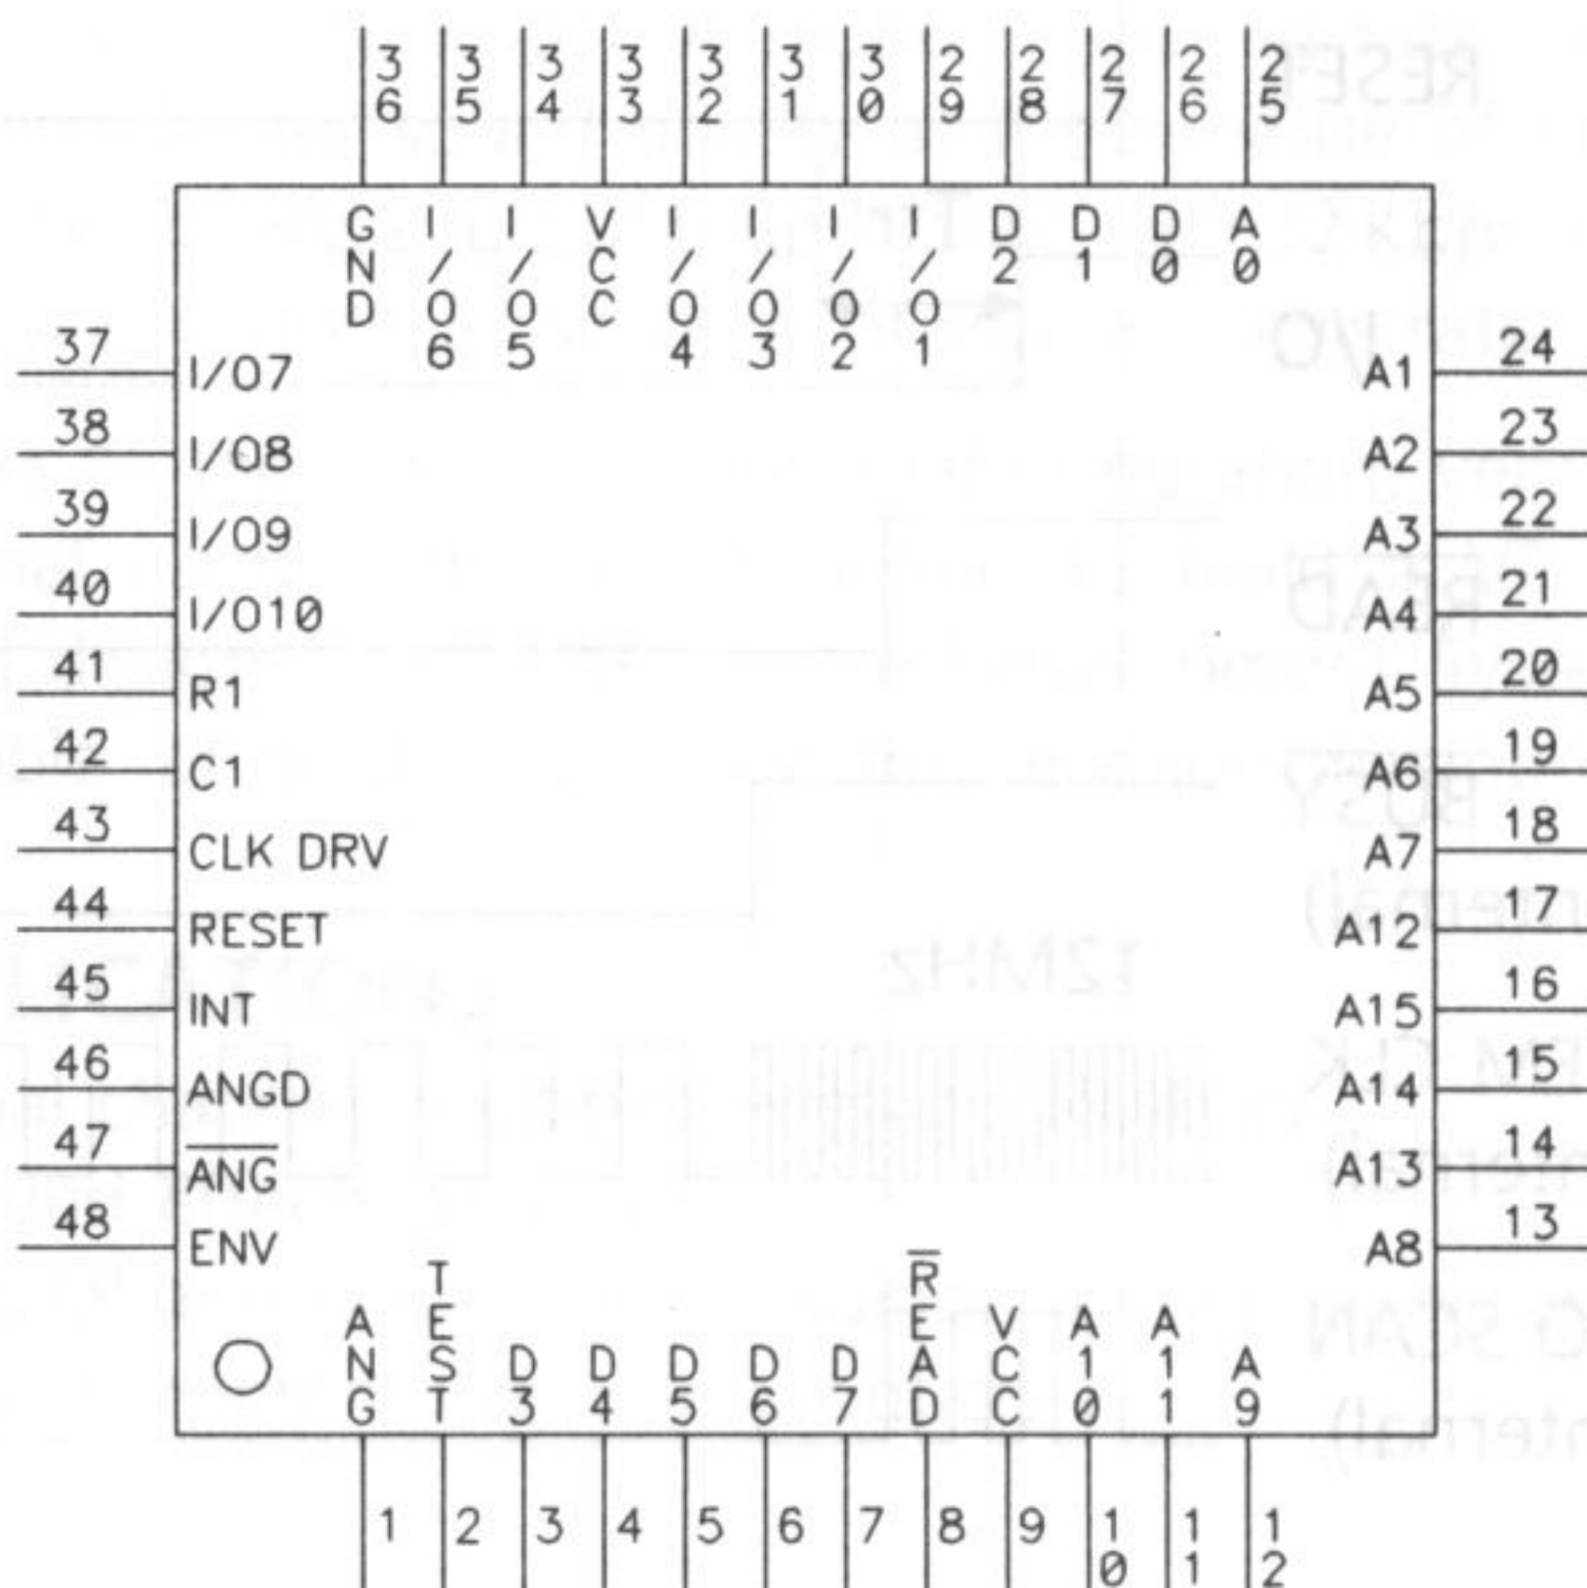 36 35 34 33 32 31 30 29 28 27 26 25
GND I/O6 I/O5 VCC I/O4 I/O3 I/O2 I/O1 D2 D1 D0 A0
37 I/O7 A1 24
38 I/O8 A2 23
39 I/O9 A3 22
40 I/O10 A4 21
41 R1 A5 20
42 C1 A6 19
43 CLK DRV A7 18
44 RESET A12 17
45 INT A15 16
46 ANGD A14 15
47 ANG A13 14
48 ENV A8 13
ANG TEST D3 D4 D5 D6 D7 READ VCC A10 A11 A9
1 2 3 4 5 6 7 8 9 10 11 12
RESET
I/O
READ
BUSY
12MHz